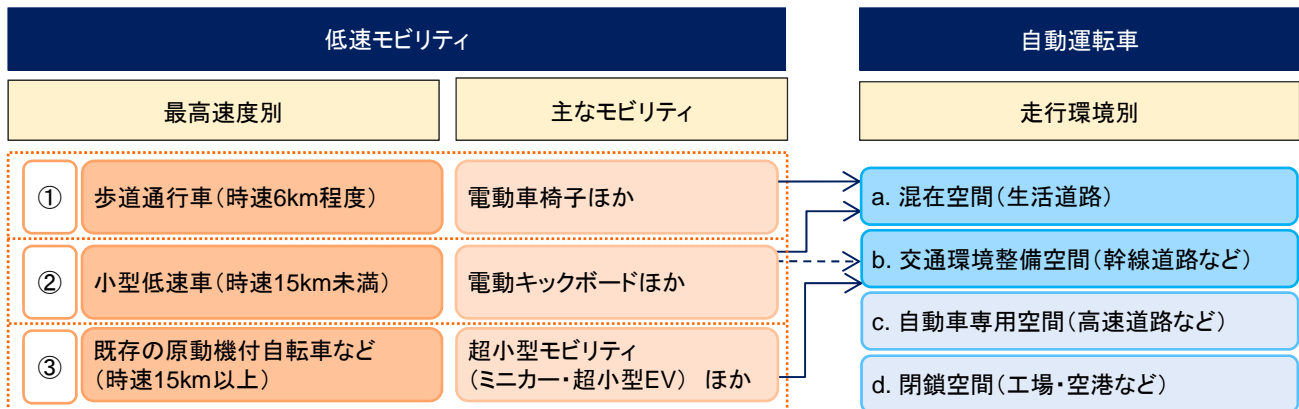 低速モビリティ
自動運転車
最高速度別
主なモビリティ
走行環境別
① 歩道通行車（時速6km程度） 電動車椅子ほか
② 小型低速車（時速15km未満） 電動キックボードほか
③ 既存の原動機付自転車など
（時速15km以上）
超小型モビリティ
（ミニカー・超小型EV） ほか
a. 混在空間（生活道路）
b. 交通環境整備空間（幹線道路など）
c. 自動車専用空間（高速道路など）
d. 閉鎖空間（工場・空港など）